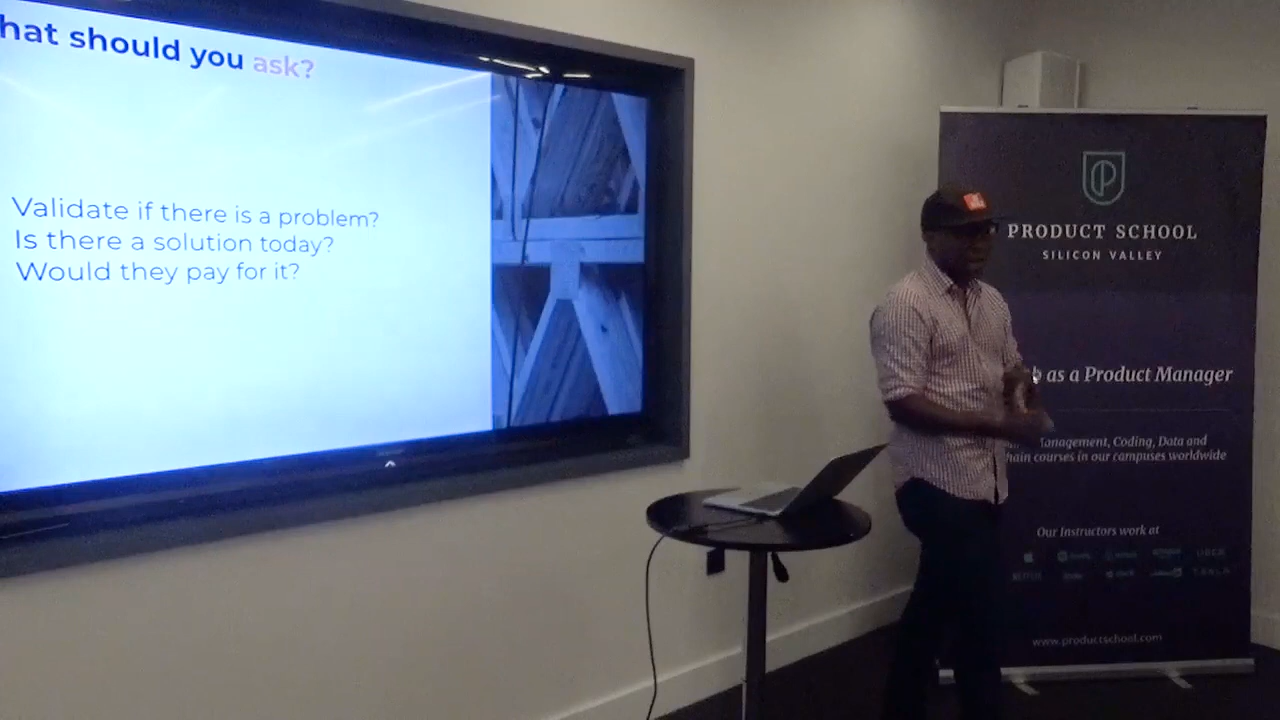 hat should you ask?
Validate if there is a problem?
Is there a solution today?
Would they pay for it?
PRODUCT SCHOOL
SILICON VALLEY
as a Product Manager
Management, Coding, Data and
hain courses in our campuses worldwide
Our Instructors work at
www.productschool.com